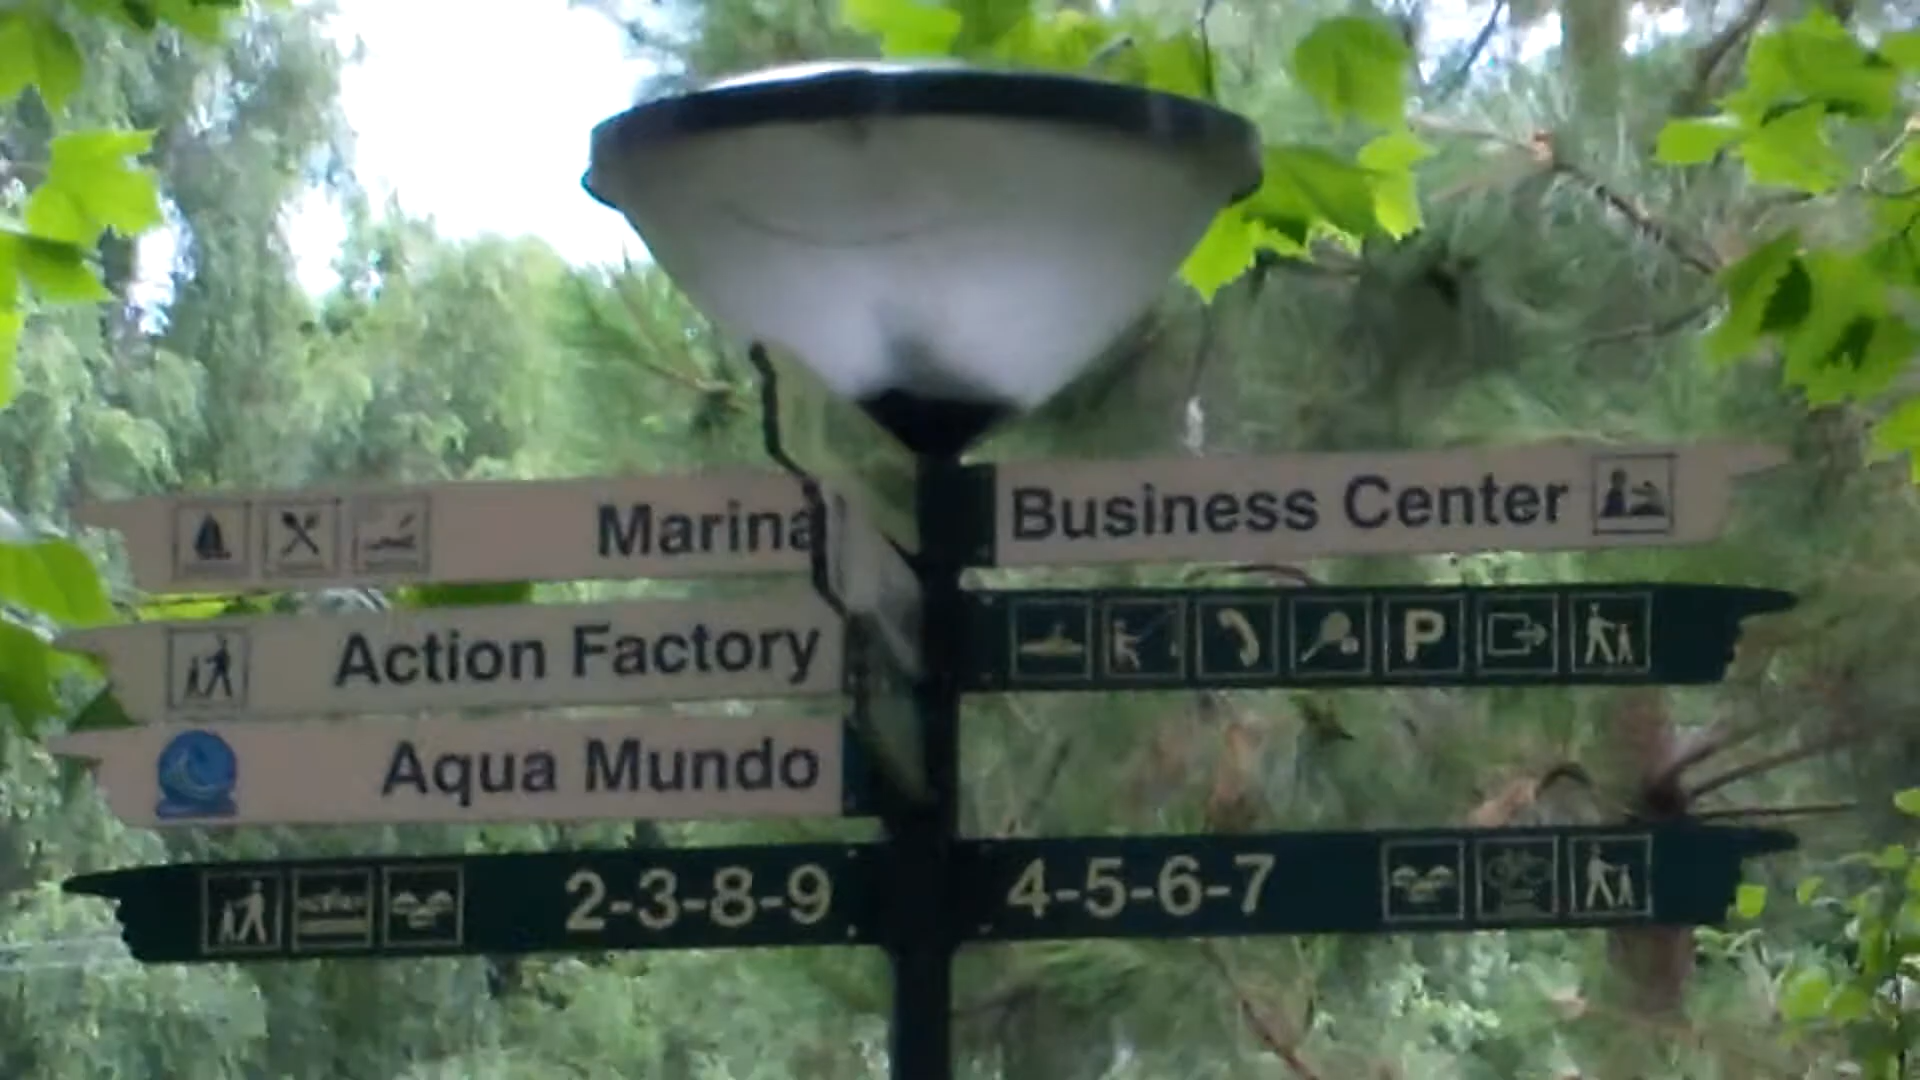 Marina
Business Center
P
Action Factory
Aqua Mundo
2-3-8-9
4-5-6-7